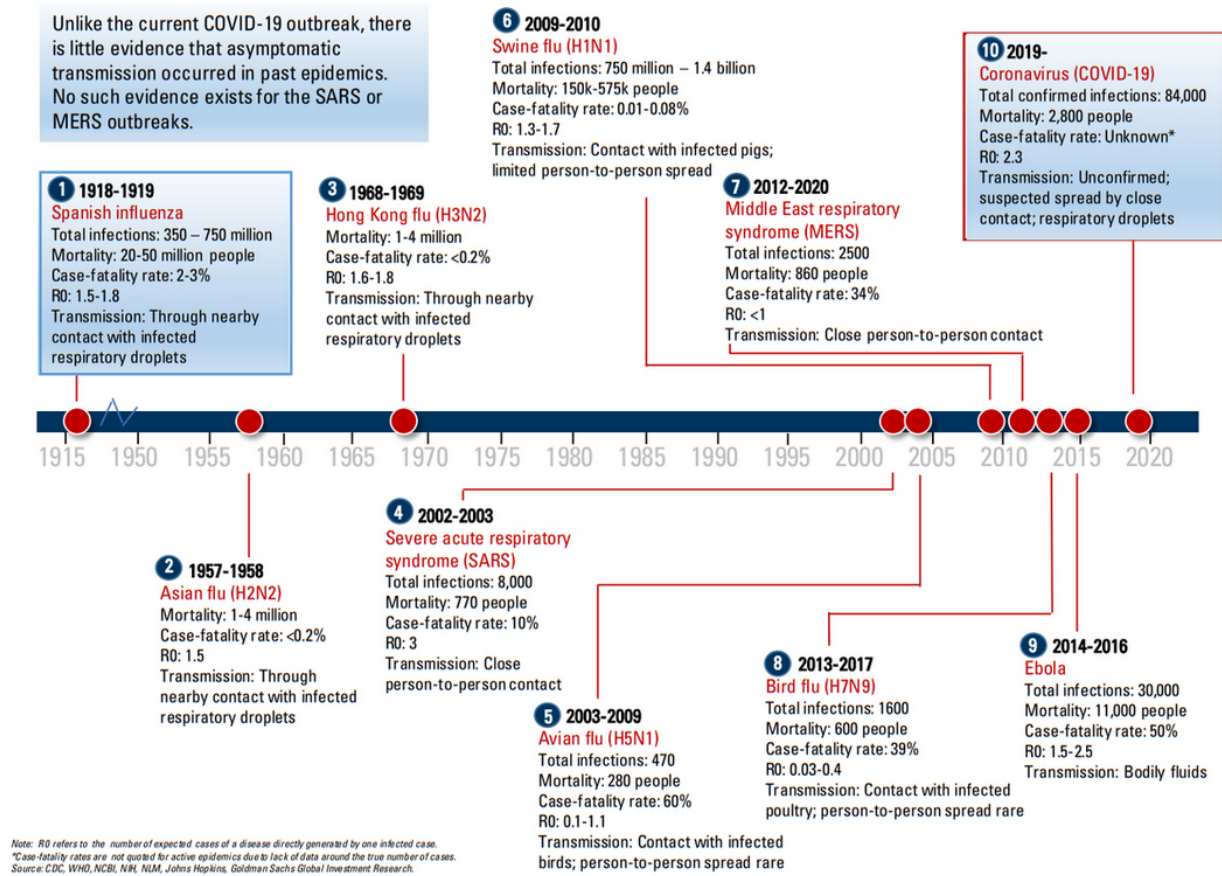 Unlike the current COVID-19 outbreak, there
is little evidence that asymptomatic
transmission occurred in past epidemics.
No such evidence exists for the SARS or
MERS outbreaks.
1 1918-1919
Spanish influenza
Total infections: 350 – 750 million
Mortality: 20-50 million people
Case-fatality rate: 2-3%
R0: 1.5-1.8
Transmission: Through nearby
contact with infected
respiratory droplets
3 1968-1969
Hong Kong flu (H3N2)
Mortality: 1-4 million
Case-fatality rate: <0.2%
R0: 1.6-1.8
Transmission: Through nearby
contact with infected
respiratory droplets
6 2009-2010
Swine flu (H1N1)
Total infections: 750 million – 1.4 billion
Mortality: 150k-575k people
Case-fatality rate: 0.01-0.08%
R0: 1.3-1.7
Transmission: Contact with infected pigs;
limited person-to-person spread
7 2012-2020
Middle East respiratory
syndrome (MERS)
Total infections: 2500
Mortality: 860 people
Case-fatality rate: 34%
R0: <1
Transmission: Close person-to-person contact
10 2019-
Coronavirus (COVID-19)
Total confirmed infections: 84,000
Mortality: 2,800 people
Case-fatality rate: Unknown*
R0: 2.3
Transmission: Unconfirmed;
suspected spread by close
contact; respiratory droplets
1915 1950 1955 1960 1965 1970 1975 1980 1985 1990 1995 2000 2005 2010 2015 2020
2 1957-1958
Asian flu (H2N2)
Mortality: 1-4 million
Case-fatality rate: <0.2%
R0: 1.5
Transmission: Through
nearby contact with infected
respiratory droplets
4 2002-2003
Severe acute respiratory
syndrome (SARS)
Total infections: 8,000
Mortality: 770 people
Case-fatality rate: 10%
R0: 3
Transmission: Close
person-to-person contact
5 2003-2009
Avian flu (H5N1)
Total infections: 470
Mortality: 280 people
Case-fatality rate: 60%
R0: 0.1-1.1
Transmission: Contact with infected
birds; person-to-person spread rare
8 2013-2017
Bird flu (H7N9)
Total infections: 1600
Mortality: 600 people
Case-fatality rate: 39%
R0: 0.03-0.4
Transmission: Contact with infected
poultry; person-to-person spread rare
9 2014-2016
Ebola
Total infections: 30,000
Mortality: 11,000 people
Case-fatality rate: 50%
R0: 1.5-2.5
Transmission: Bodily fluids
Note: R0 refers to the number of expected cases of a disease directly generated by one infected case.
*Case-fatality rates are not quoted for active epidemics due to lack of data around the true number of cases.
Source: CDC, WHO, NCBI, NIH, NLM, Johns Hopkins, Goldman Sachs Global Investment Research.